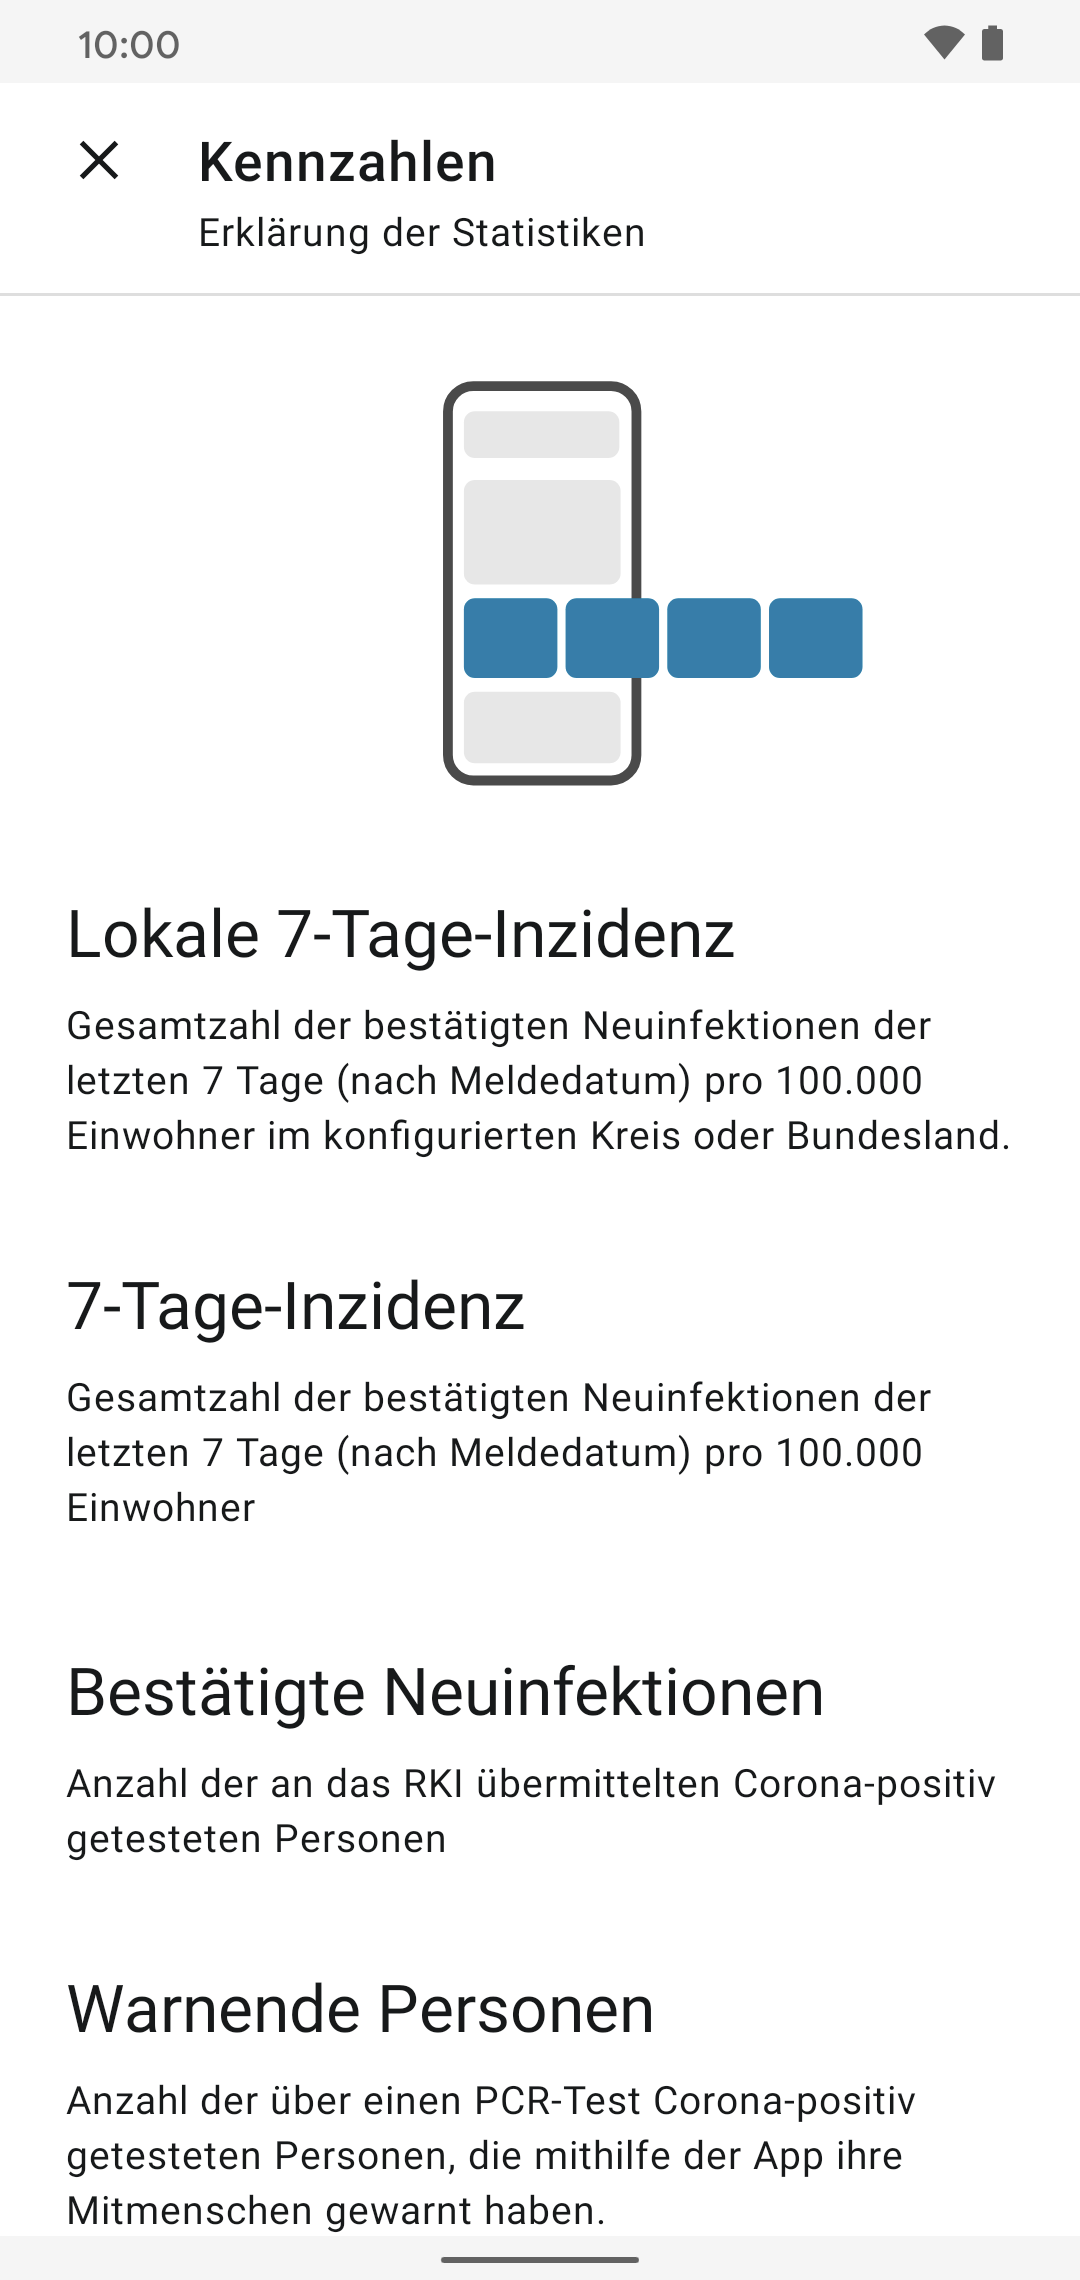 10:00
Kennzahlen
Erklärung der Statistiken
Lokale 7-Tage-Inzidenz
Gesamtzahl der bestätigten Neuinfektionen der
letzten 7 Tage (nach Meldedatum) pro 100.000
Einwohner im konfigurierten Kreis oder Bundesland.
7-Tage-Inzidenz
Gesamtzahl der bestätigten Neuinfektionen der
letzten 7 Tage (nach Meldedatum) pro 100.000
Einwohner
Bestätigte Neuinfektionen
Anzahl der an das RKI übermittelten Corona-positiv
getesteten Personen
Warnende Personen
Anzahl der über einen PCR-Test Corona-positiv
getesteten Personen, die mithilfe der App ihre
Mitmenschen gewarnt haben.